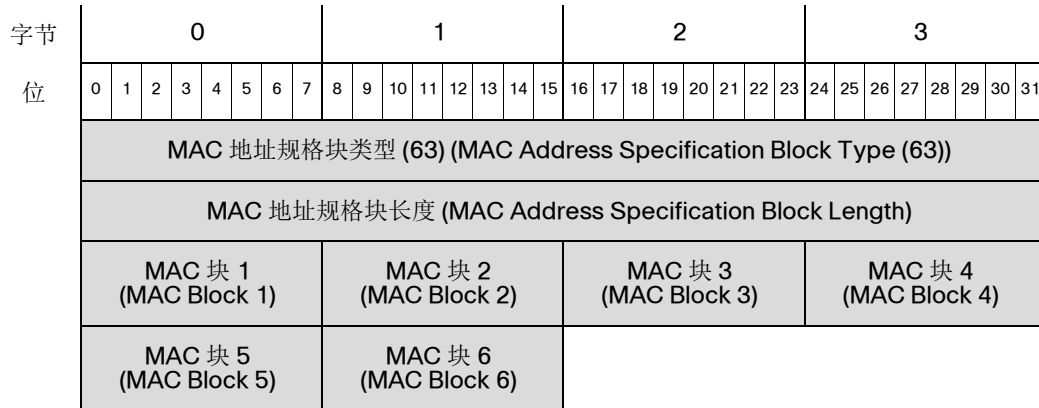 字节 0 1 2 3
位 0 1 2 3 4 5 6 7 8 9 10 11 12 13 14 15 16 17 18 19 20 21 22 23 24 25 26 27 28 29 30 31
MAC 地址规格块类型 (63) (MAC Address Specification Block Type (63))
MAC 地址规格块长度 (MAC Address Specification Block Length)
MAC 块 1 MAC 块 2 MAC 块 3 MAC 块 4
(MAC Block 1) (MAC Block 2) (MAC Block 3) (MAC Block 4)
MAC 块 5 MAC 块 6
(MAC Block 5) (MAC Block 6)